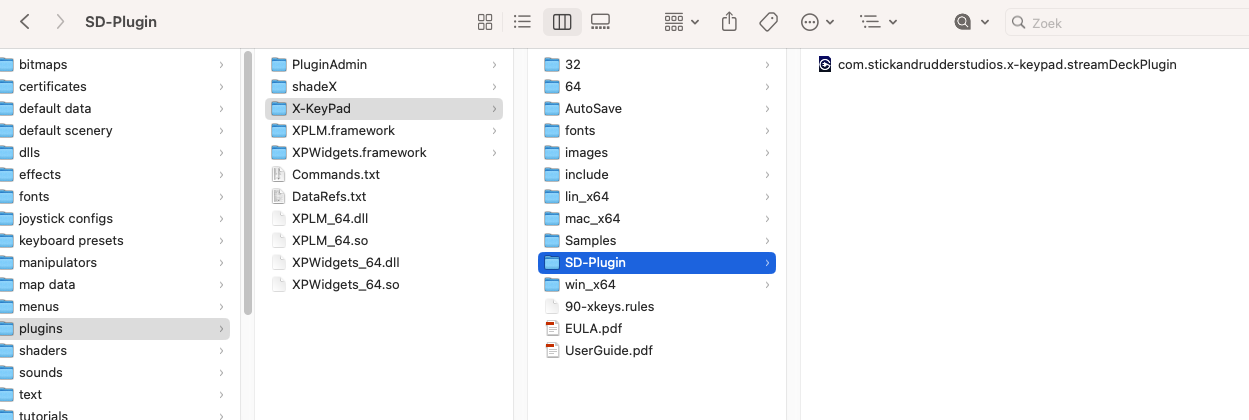 SD-Plugin
Zoek
bitmaps
certificates
default data
default scenery
dlls
effects
fonts
joystick configs
keyboard presets
manipulators
map data
menus
plugins
shaders
sounds
text
tutorials
PluginAdmin
shadeX
X-KeyPad
XPLM.framework
XPWidgets.framework
Commands.txt
DataRefs.txt
XPLM_64.dll
XPLM_64.so
XPWidgets_64.dll
XPWidgets_64.so
32
64
AutoSave
fonts
images
include
lin_x64
mac_x64
Samples
SD-Plugin
win_x64
90-xkeys.rules
EULA.pdf
UserGuide.pdf
com.stickandrudderstudios.x-keypad.streamDeckPlugin